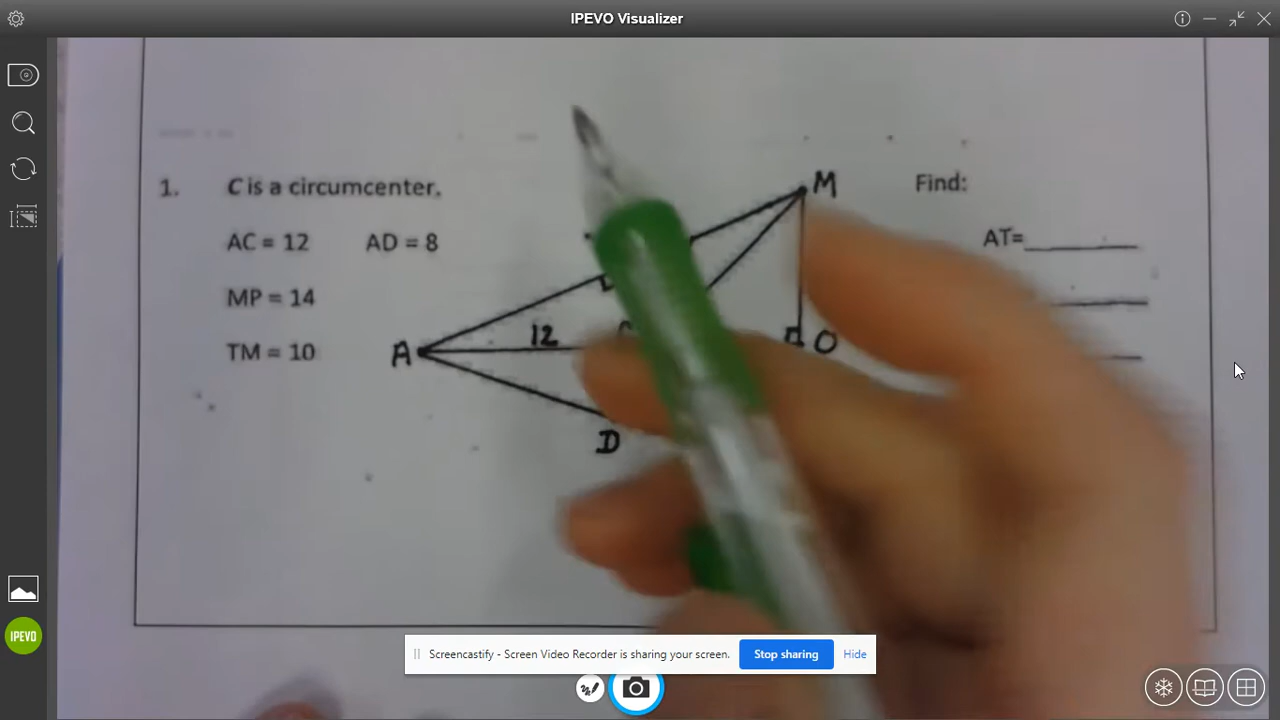 IPEVO Visualizer
1. C is a circumcenter.
M
Find:
AC = 12 AD = 8
AT=
MP = 14
12
O
TM = 10
A
D
IPEVO
Screencastify - Screen Video Recorder is sharing your screen.
Stop sharing
Hide